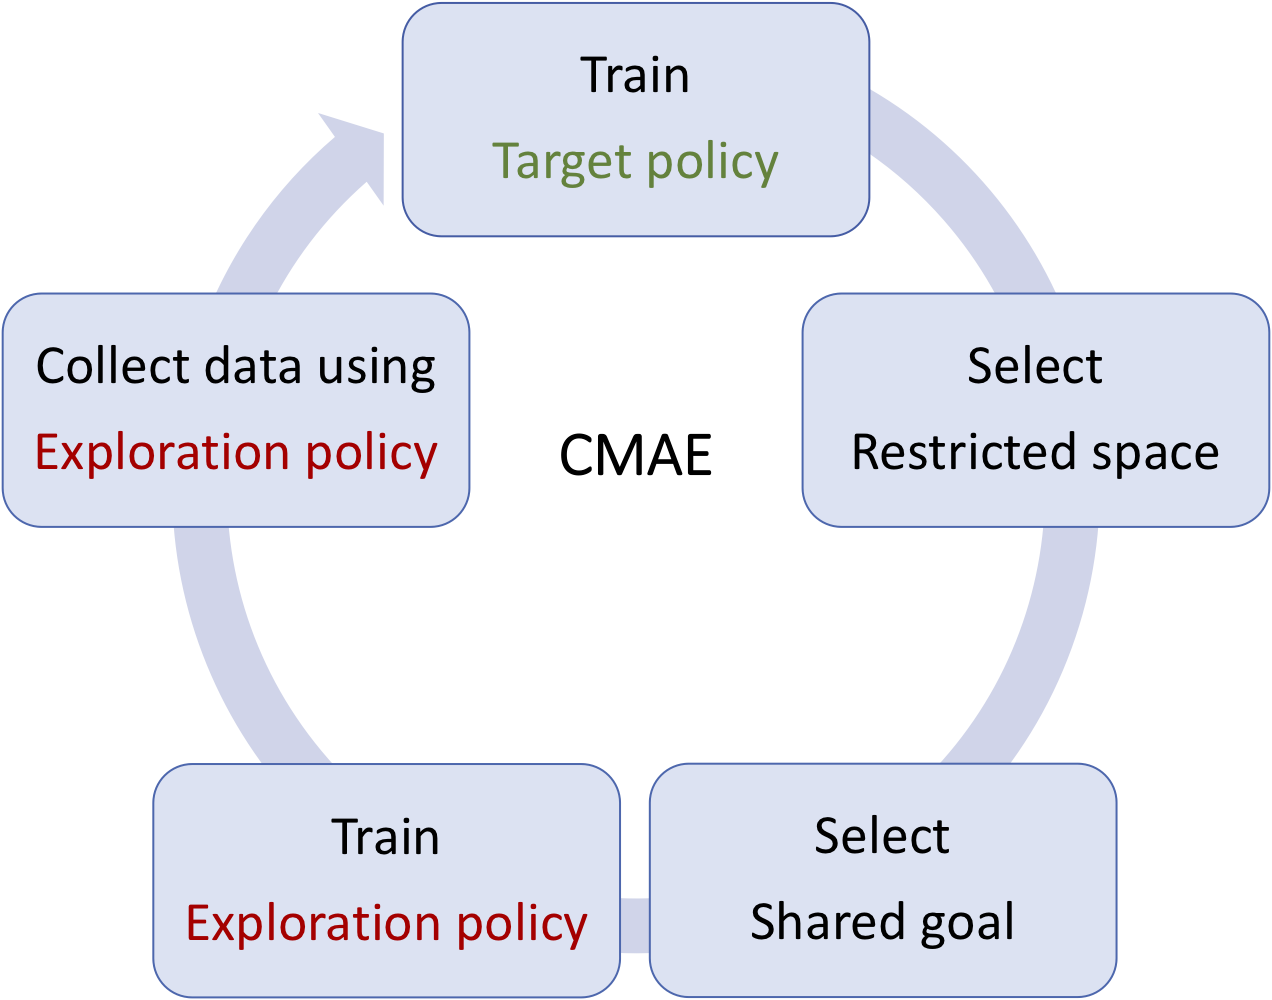 Train
Target policy
Select
Restricted space
Select
Shared goal
Train
Exploration policy
Collect data using
Exploration policy
CMAE